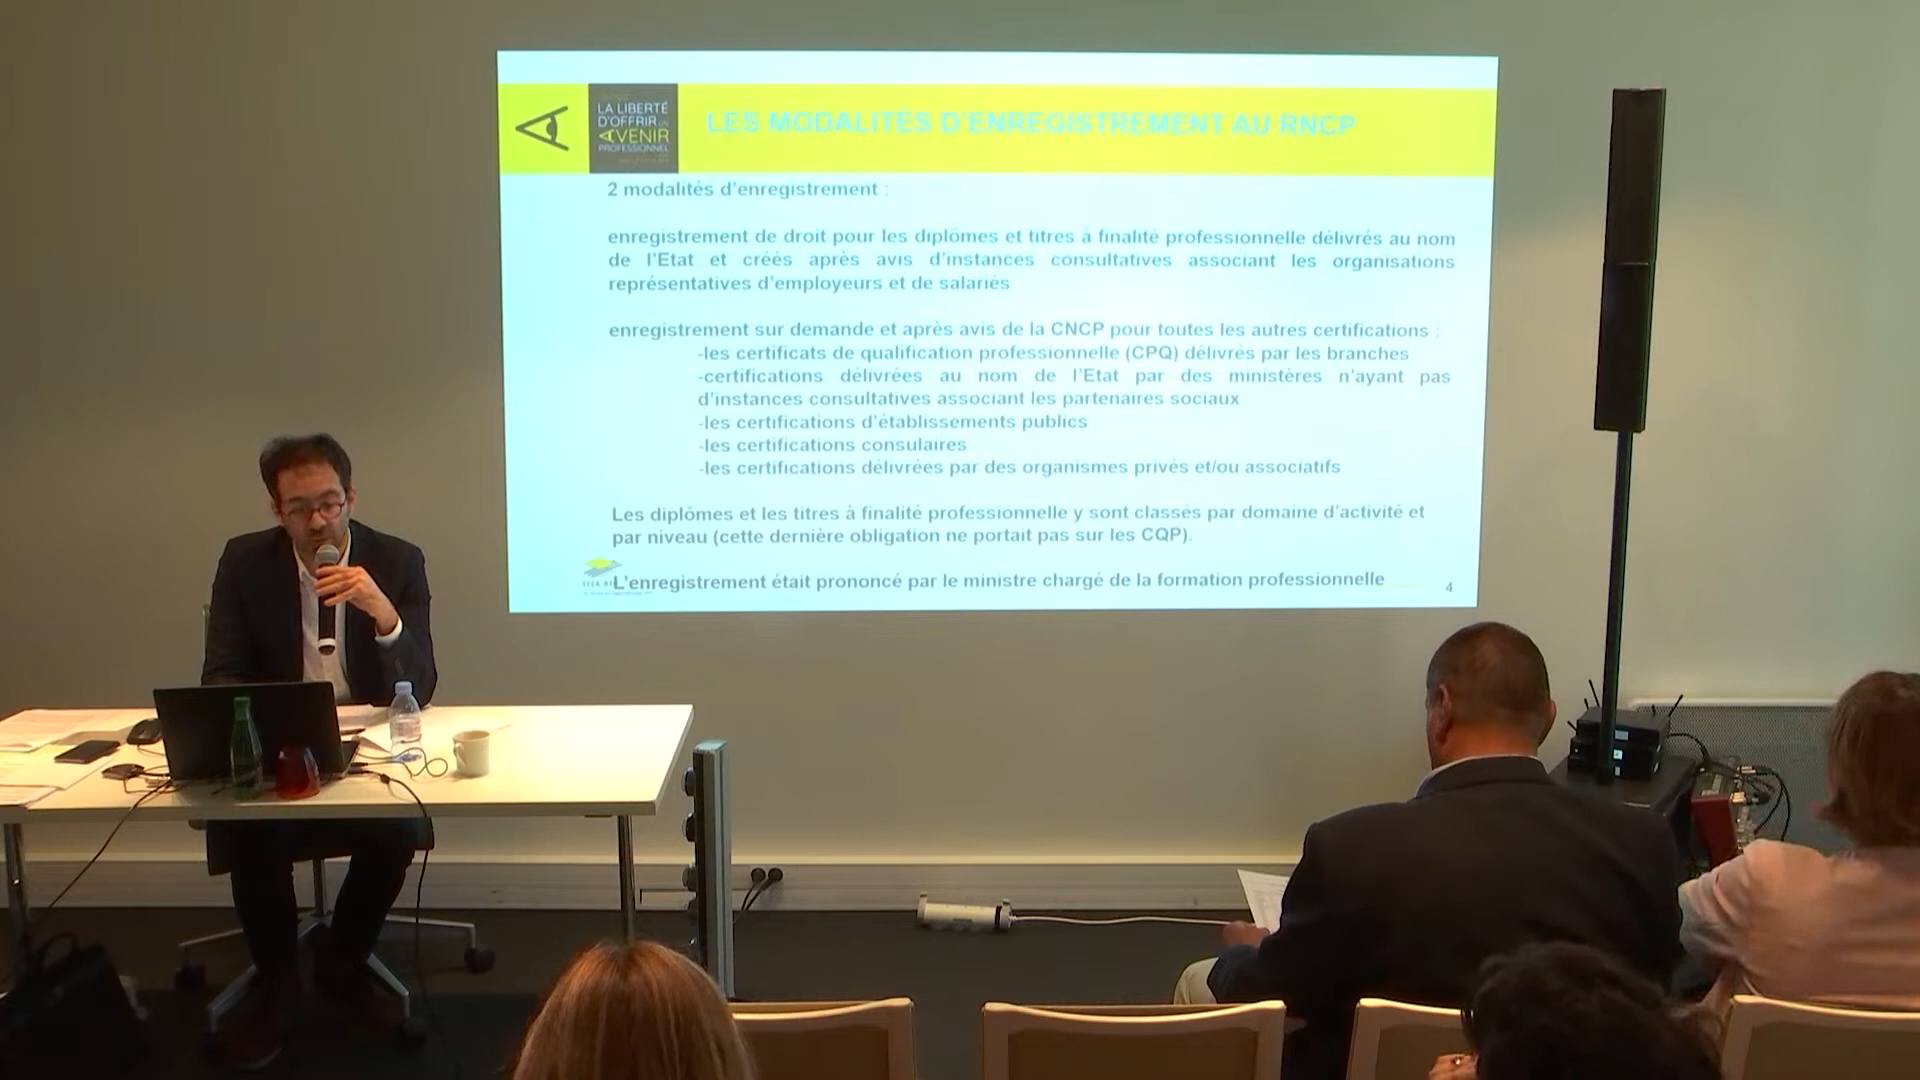 LA LIBERTÉ
D'OFFRIR UN
AVENIR
PROFESSIONNEL
LES MODALITÉS D'ENREGISTREMENT AU RNCP
2 modalités d'enregistrement :
enregistrement de droit pour les diplômes et titres à finalité professionnelle délivrés au nom
de l'Etat et créés après avis d'instances consultatives associant les organisations
représentatives d'employeurs et de salariés
enregistrement sur demande et après avis de la CNCP pour toutes les autres certifications :
-les certificats de qualification professionnelle (CPQ) délivrés par les branches
-certifications délivrées au nom de l'Etat par des ministères n'ayant pas
d'instances consultatives associant les partenaires sociaux
-les certifications d'établissements publics
-les certifications consulaires
-les certifications délivrées par des organismes privés et/ou associatifs
Les diplômes et les titres à finalité professionnelle y sont classés par domaine d'activité et
par niveau (cette dernière obligation ne portait pas sur les CQP).
L'enregistrement était prononcé par le ministre chargé de la formation professionnelle
4